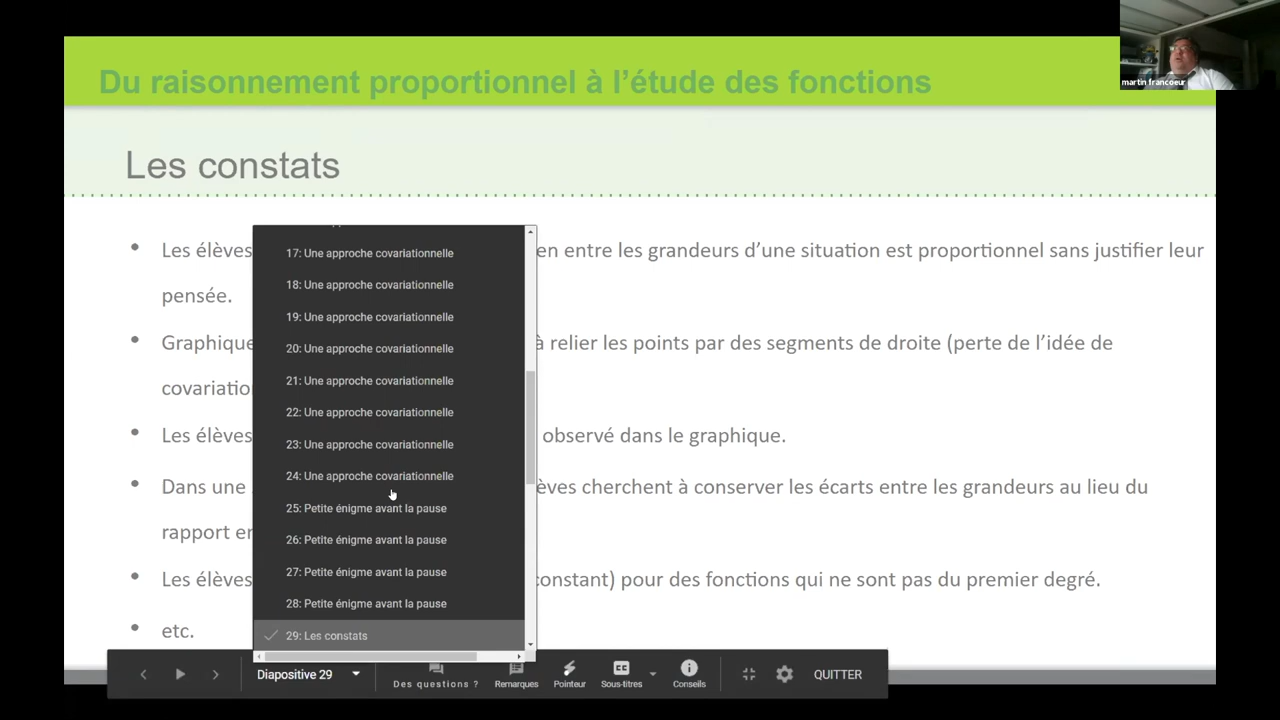 martin francoeur
Du raisonnement proportionnel à l'étude des fonctions
Les constats
• Les élèves en entre les grandeurs d'une situation est proportionnel sans justifier leur
pensée.
• Graphique à relier les points par des segments de droite (perte de l'idée de
covariatio
• Les élèves observé dans le graphique.
• Dans une èves cherchent à conserver les écarts entre les grandeurs au lieu du
rapport en
• Les élèves constant) pour des fonctions qui ne sont pas du premier degré.
• etc.
17: Une approche covariationnelle
18: Une approche covariationnelle
19: Une approche covariationnelle
20: Une approche covariationnelle
21: Une approche covariationnelle
22: Une approche covariationnelle
23: Une approche covariationnelle
24: Une approche covariationnelle
25: Petite énigme avant la pause
26: Petite énigme avant la pause
27: Petite énigme avant la pause
28: Petite énigme avant la pause
29: Les constats
Diapositive 29
Des questions ?
Remarques
Pointeur
Sous-titres
Conseils
QUITTER